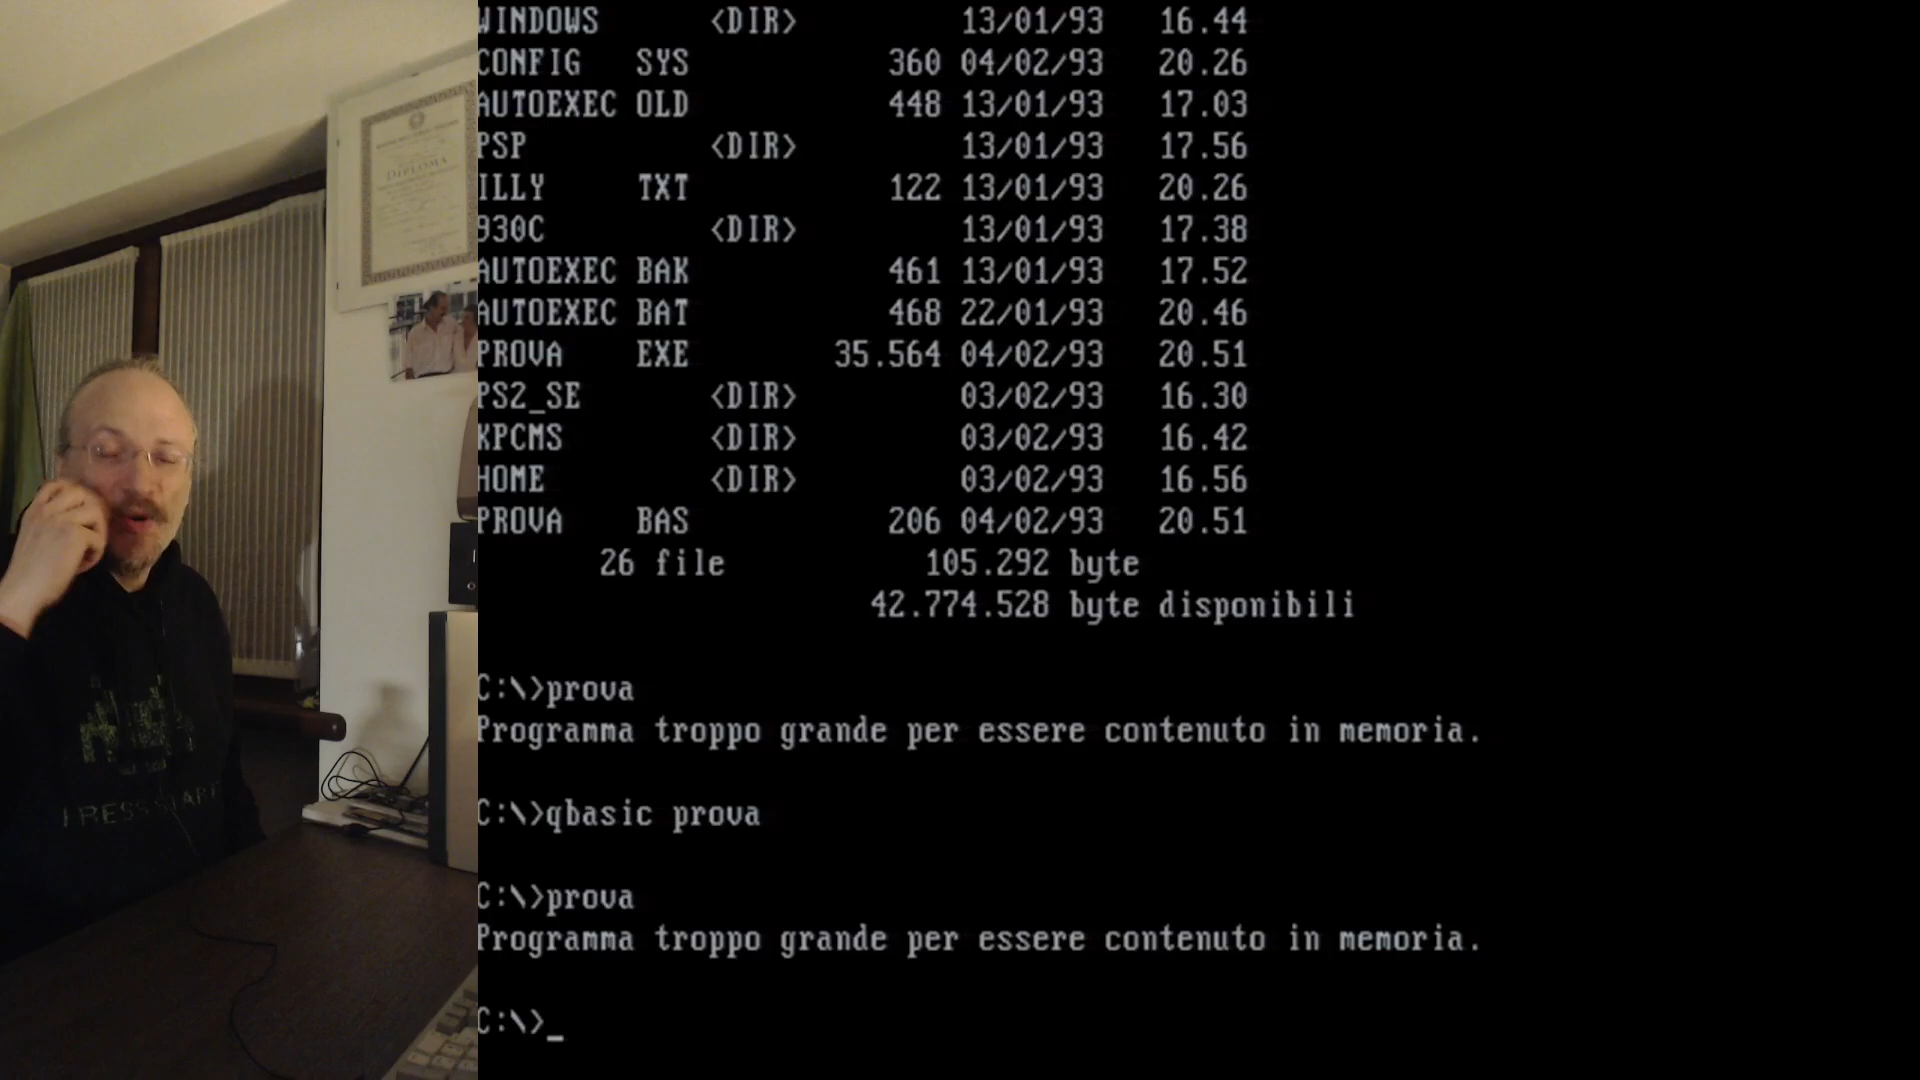 WINDOWS <DIR> 13/01/93 16.44
CONFIG SYS 360 04/02/93 20.26
AUTOEXEC OLD 448 13/01/93 17.03
PSP <DIR> 13/01/93 17.56
ILLY TXT 122 13/01/93 20.26
930C <DIR> 13/01/93 17.38
AUTOEXEC BAK 461 13/01/93 17.52
AUTOEXEC BAT 468 22/01/93 20.46
PROVA EXE 35.564 04/02/93 20.51
PS2_SE <DIR> 03/02/93 16.30
XPCMS <DIR> 03/02/93 16.42
HOME <DIR> 03/02/93 16.56
PROVA BAS 206 04/02/93 20.51
26 file 105.292 byte
42.774.528 byte disponibili
C:\>prova
Programma troppo grande per essere contenuto in memoria.
C:\>qbasic prova
C:\>prova
Programma troppo grande per essere contenuto in memoria.
C:\>_
DIPLOMA
PRESS START